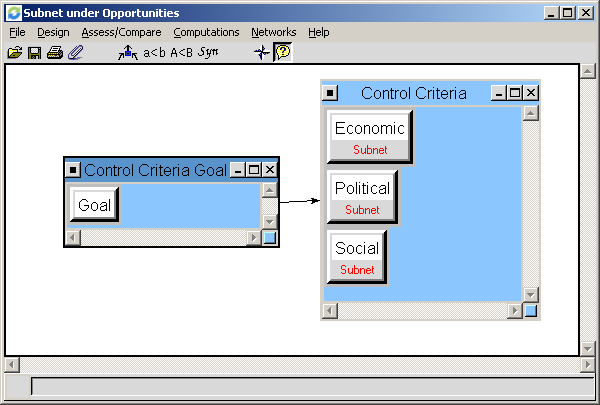 Subnet under Opportunities
File Design Assess/Compare Computations Networks Help
a<b A<B Syn
Control Criteria
Economic
Subnet
Control Criteria Goal
Political
Subnet
Goal
Social
Subnet